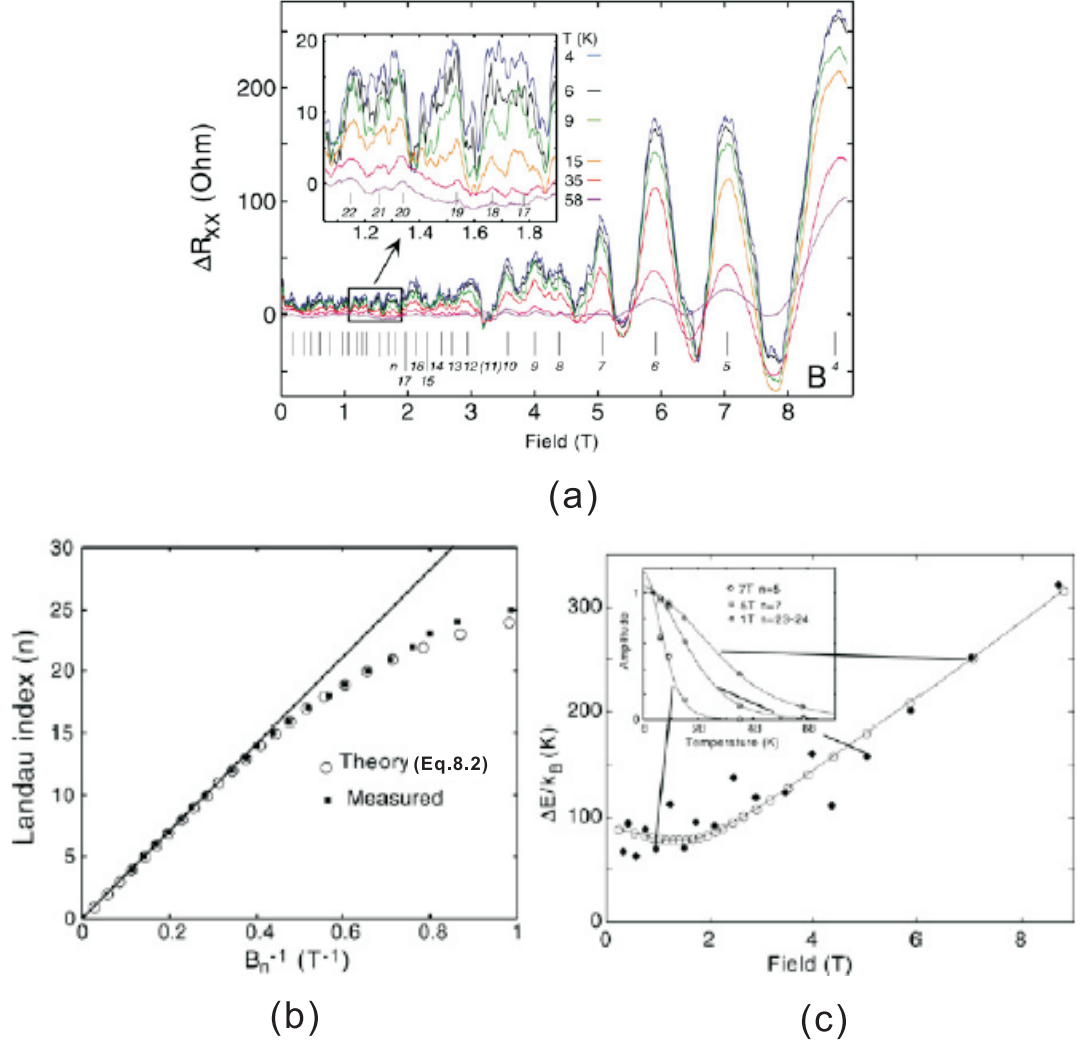 T (K)
4
6
9
15
35
58
20
10
0
22 21 20 19 18 17
1.2 1.4 1.6 1.8
ΔRxx (Ohm)
200
100
0
n 17 16 15 14 13 12 (11) 10 9 8 7 6 5 4
B
0 1 2 3 4 5 6 7 8
Field (T)
(a)
30
25
20
15
10
5
0
Landau index (n)
Theory (Eq.8.2)
Measured
0 0.2 0.4 0.6 0.8 1
Bn⁻¹ (T⁻¹)
(b)
300
200
100
0
ΔE/kB (K)
1
Amplitude
7T n=5
1T n=23-24
Temperature (K)
0 2 4 6 8
Field (T)
(c)